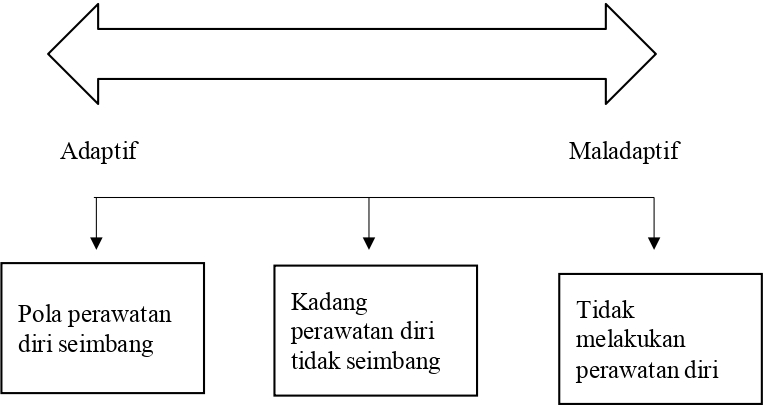 Adaptif
Maladaptif
Pola perawatan
diri seimbang
Kadang
perawatan diri
tidak seimbang
Tidak
melakukan
perawatan diri